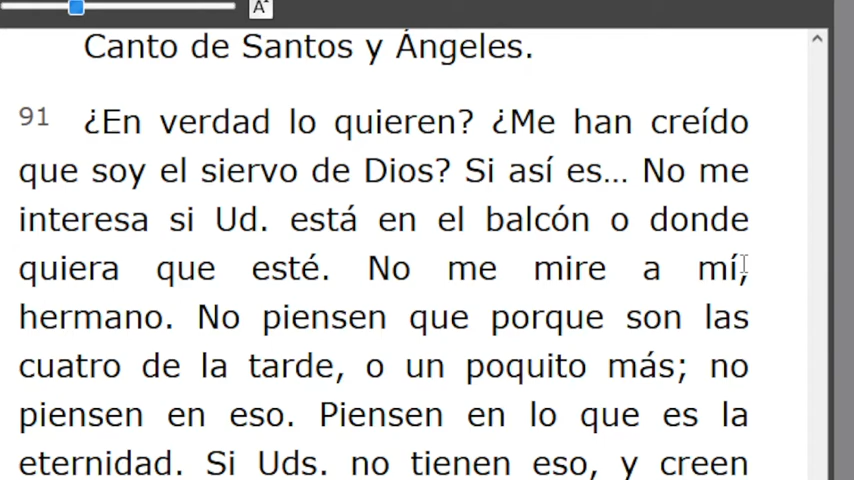 A
Canto de Santos y Ángeles.
91 ¿En verdad lo quieren? ¿Me han creído
que soy el siervo de Dios? Si así es... No me
interesa si Ud. está en el balcón o donde
quiera que esté. No me mire a mí,
hermano. No piensen que porque son las
cuatro de la tarde, o un poquito más; no
piensen en eso. Piensen en lo que es la
eternidad. Si Uds. no tienen eso, y creen